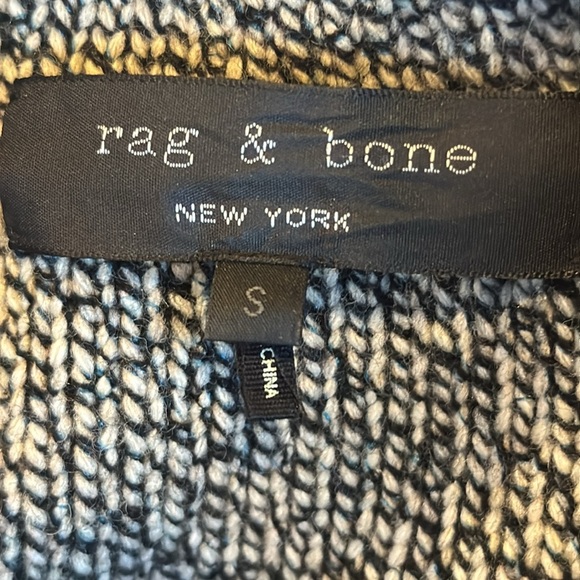 rag & bone
NEW YORK
S
CHINA